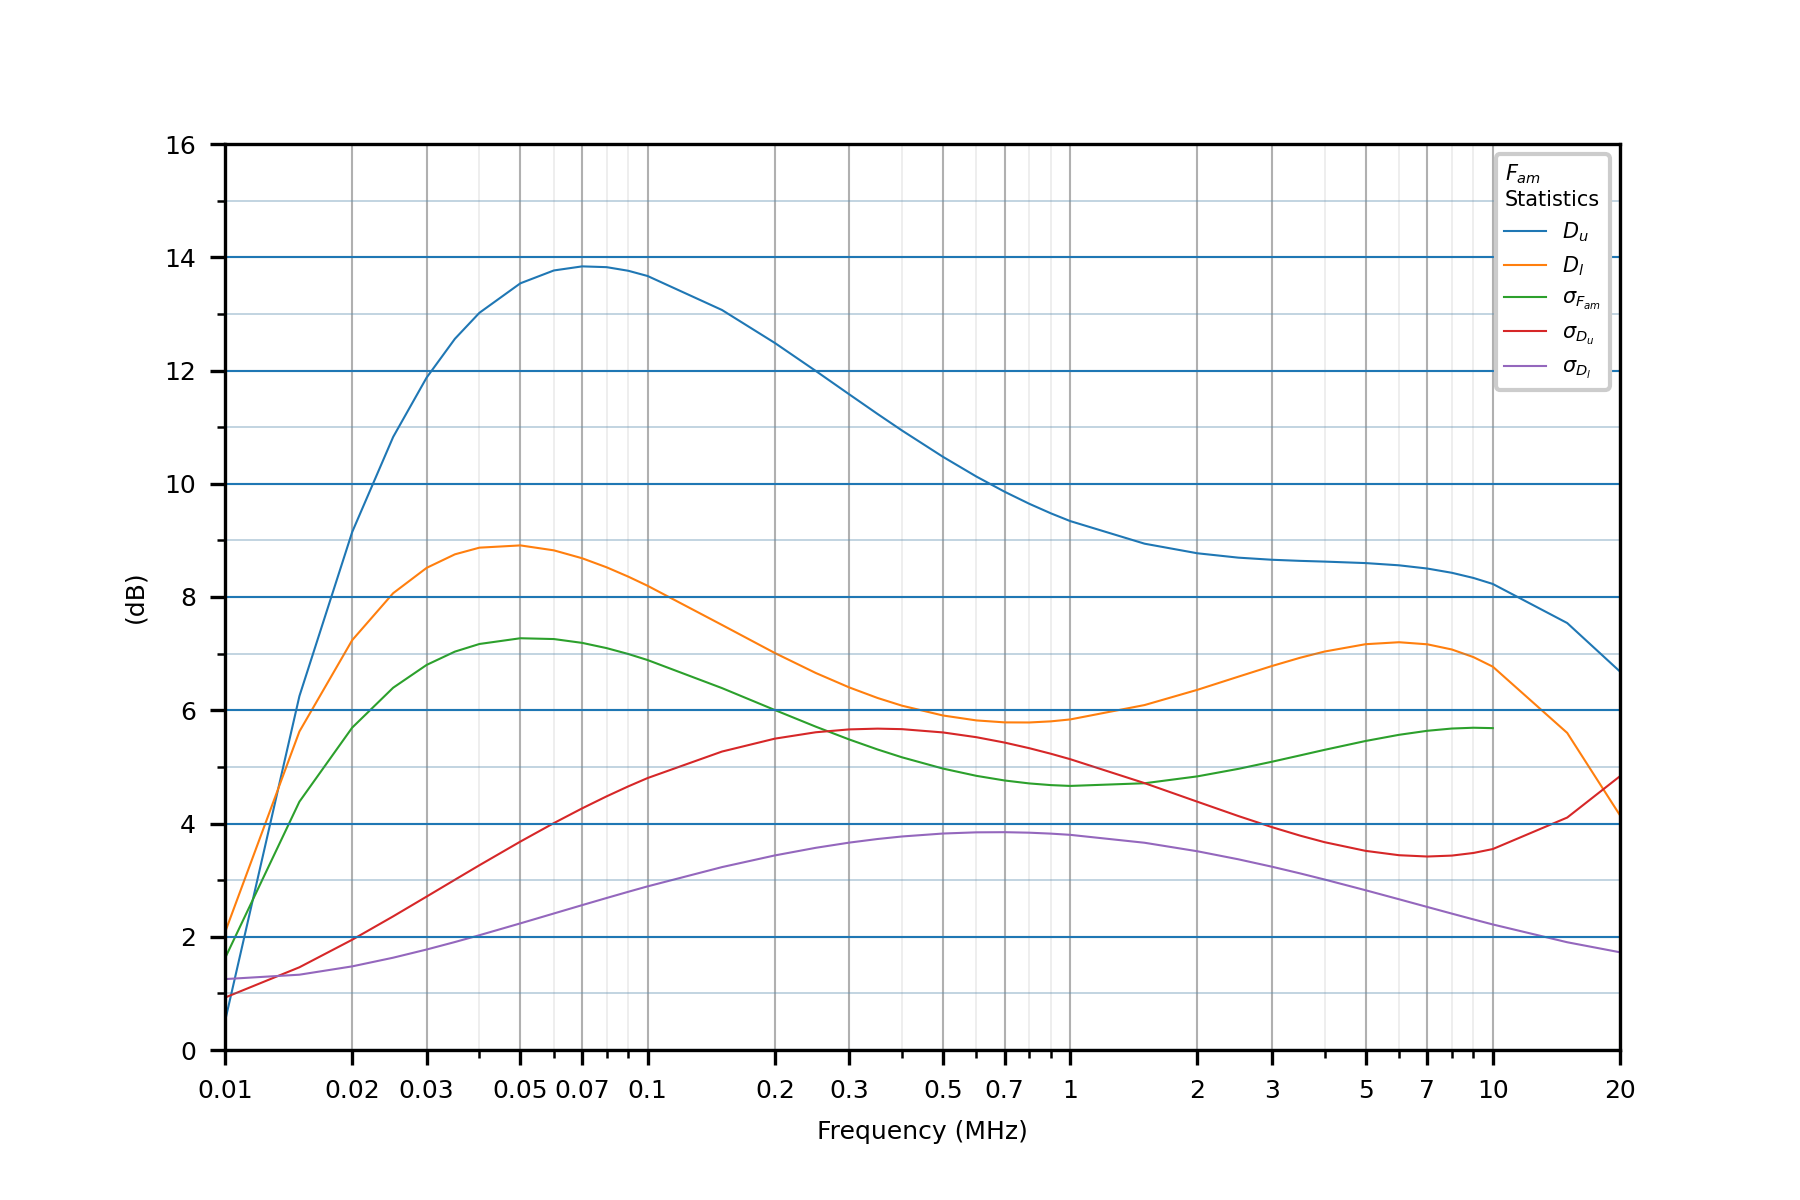 16
14
12
10
8
6
4
2
0
(dB)
0.01 0.02 0.03 0.05 0.07 0.1 0.2 0.3 0.5 0.7 1 2 3 5 7 10 20
Frequency (MHz)
F_am
Statistics
D_u
D_l
σ_F_am
σ_D_u
σ_D_l